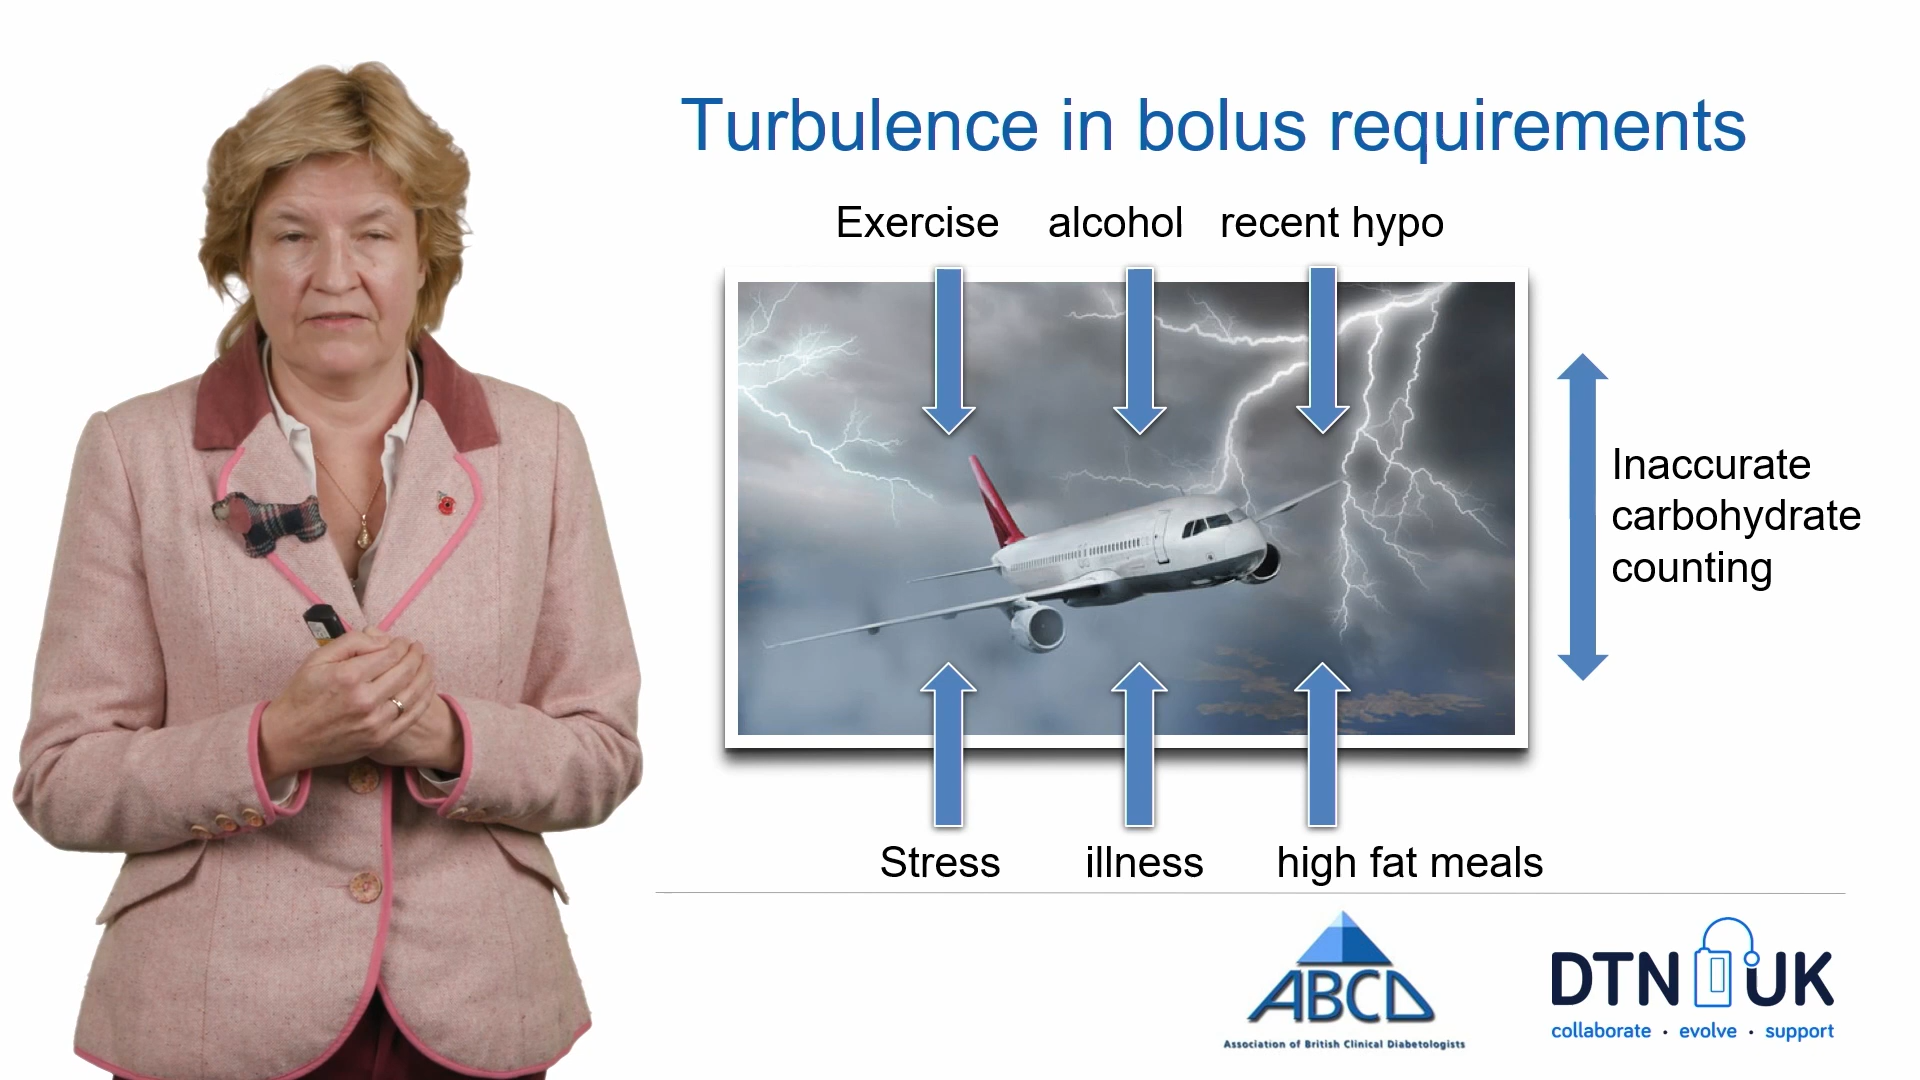 Turbulence in bolus requirements
Exercise alcohol recent hypo
Inaccurate
carbohydrate
counting
Stress illness high fat meals
ABCD
Association of British Clinical Diabetologists
DTN UK
collaborate · evolve · support